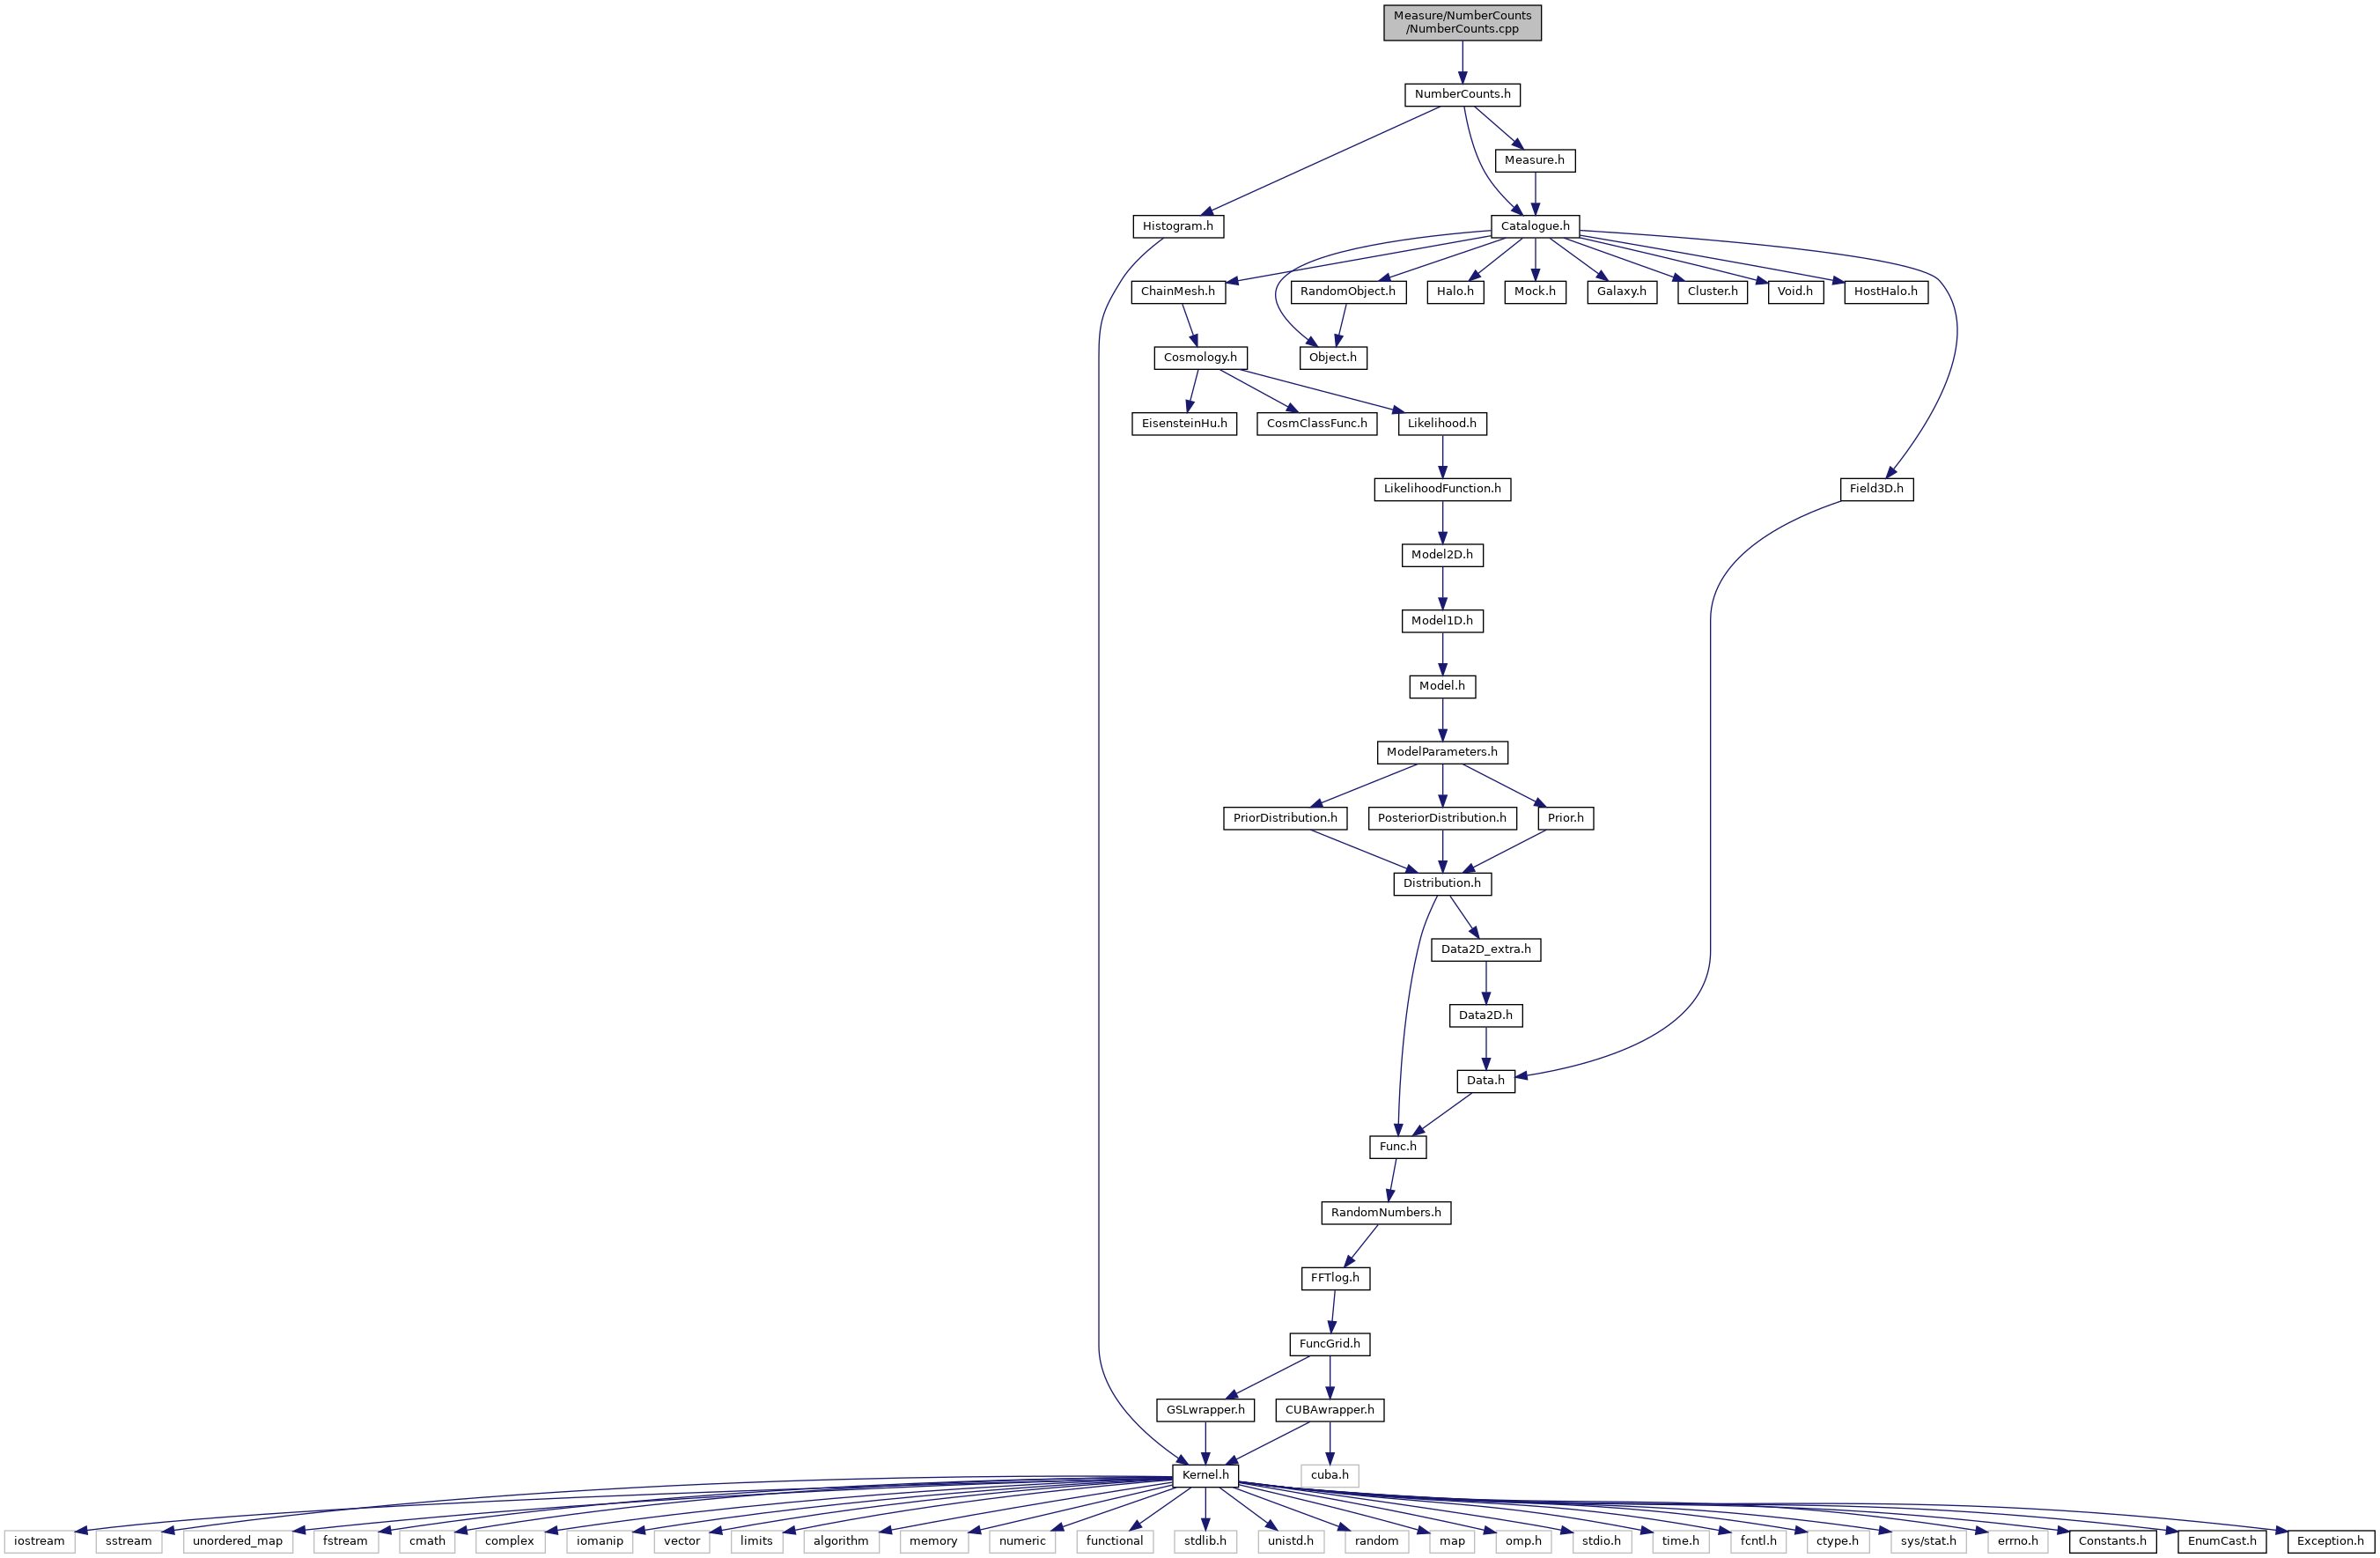 Measure/NumberCounts
/NumberCounts.cpp
NumberCounts.h
Measure.h
Histogram.h
Catalogue.h
ChainMesh.h
RandomObject.h
Halo.h
Mock.h
Galaxy.h
Cluster.h
Void.h
HostHalo.h
Cosmology.h
Object.h
EisensteinHu.h
CosmClassFunc.h
Likelihood.h
LikelihoodFunction.h
Field3D.h
Model2D.h
Model1D.h
Model.h
ModelParameters.h
PriorDistribution.h
PosteriorDistribution.h
Prior.h
Distribution.h
Data2D_extra.h
Data2D.h
Data.h
Func.h
RandomNumbers.h
FFTlog.h
FuncGrid.h
GSLwrapper.h
CUBAwrapper.h
Kernel.h
cuba.h
iostream
sstream
unordered_map
fstream
cmath
complex
iomanip
vector
limits
algorithm
memory
numeric
functional
stdlib.h
unistd.h
random
map
omp.h
stdio.h
time.h
fcntl.h
ctype.h
sys/stat.h
errno.h
Constants.h
EnumCast.h
Exception.h